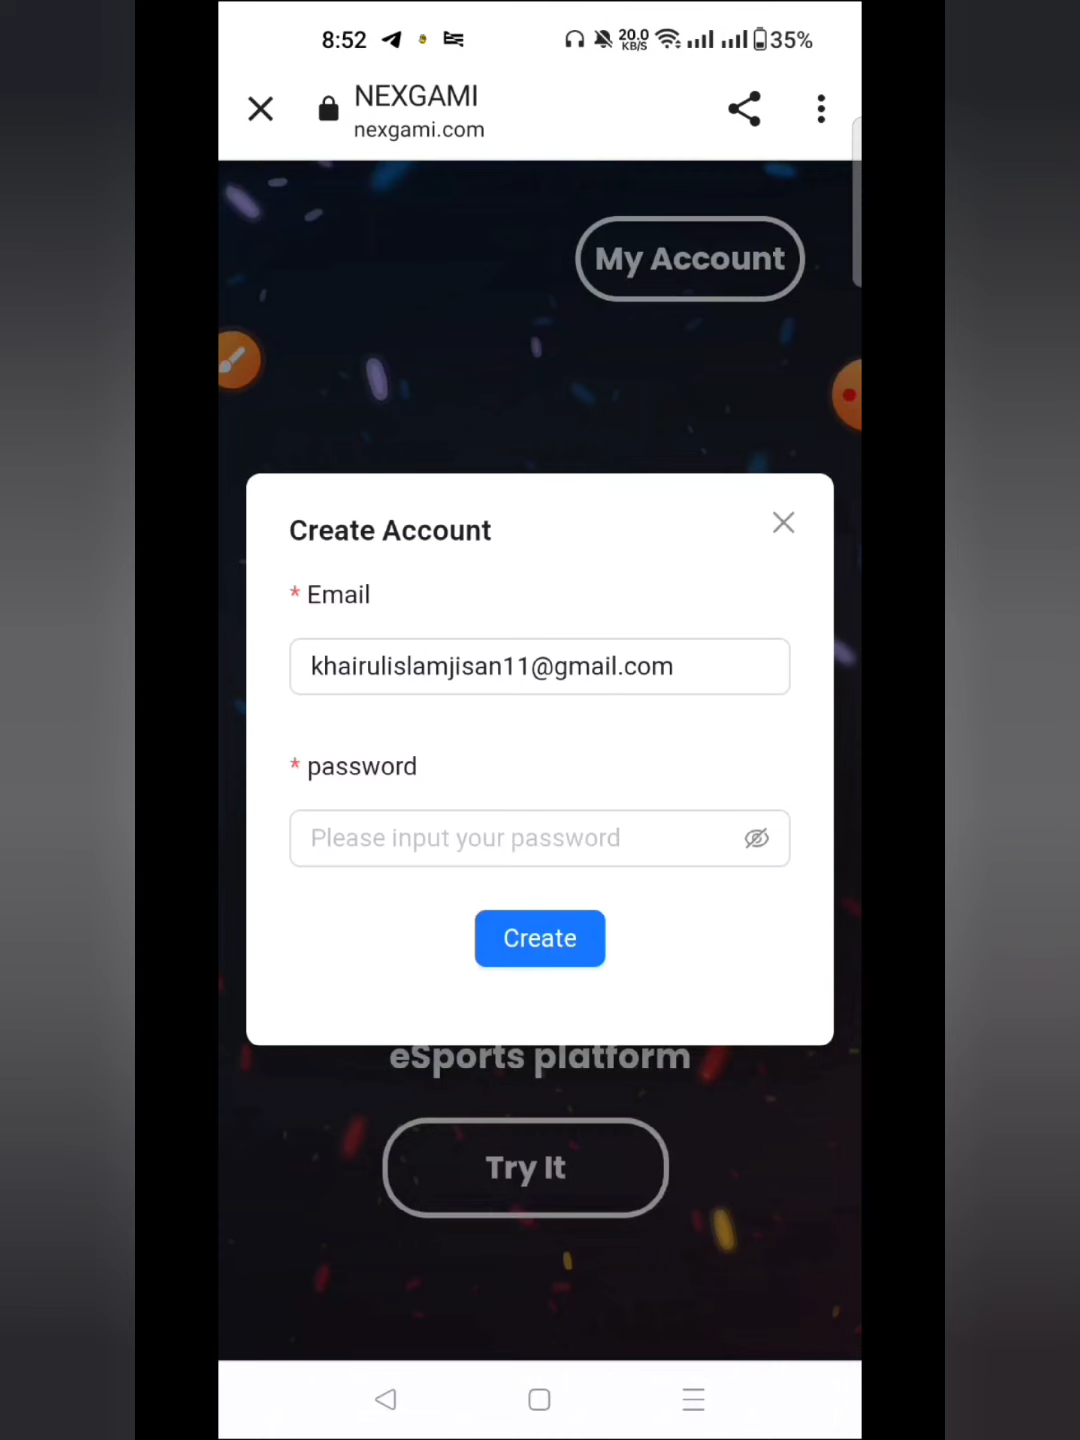 8:52
20.0
KB/S
35%
NEXGAMI
nexgami.com
My Account
Create Account
* Email
khairulislamjisan11@gmail.com
* password
Please input your password
Create
eSports platform
Try It